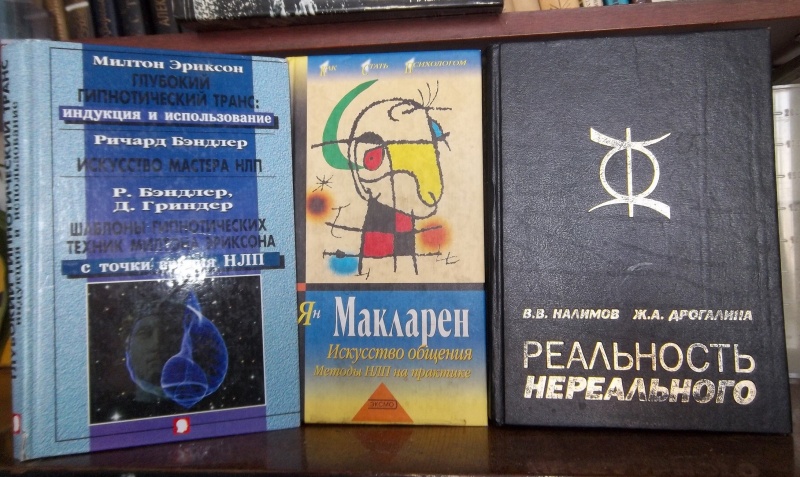 Милтон Эриксон
ГЛУБОКИЙ
ГИПНОТИЧЕСКИЙ ТРАНС:
индукция и использование
Ричард Бэндлер
ИСКУССТВО МАСТЕРА НЛП
Р. Бэндлер,
Д. Гриндер
ШАБЛОНЫ ГИПНОТИЧЕСКИХ
ТЕХНИК МИЛТОНА ЭРИКСОНА
с точки зрения НЛП
Как Стать Психологом
Ян Макларен
Искусство общения
Методы НЛП на практике
ЭКСМО
В.В. НАЛИМОВ Ж.А. ДРОГАЛИНА
РЕАЛЬНОСТЬ
НЕРЕАЛЬНОГО